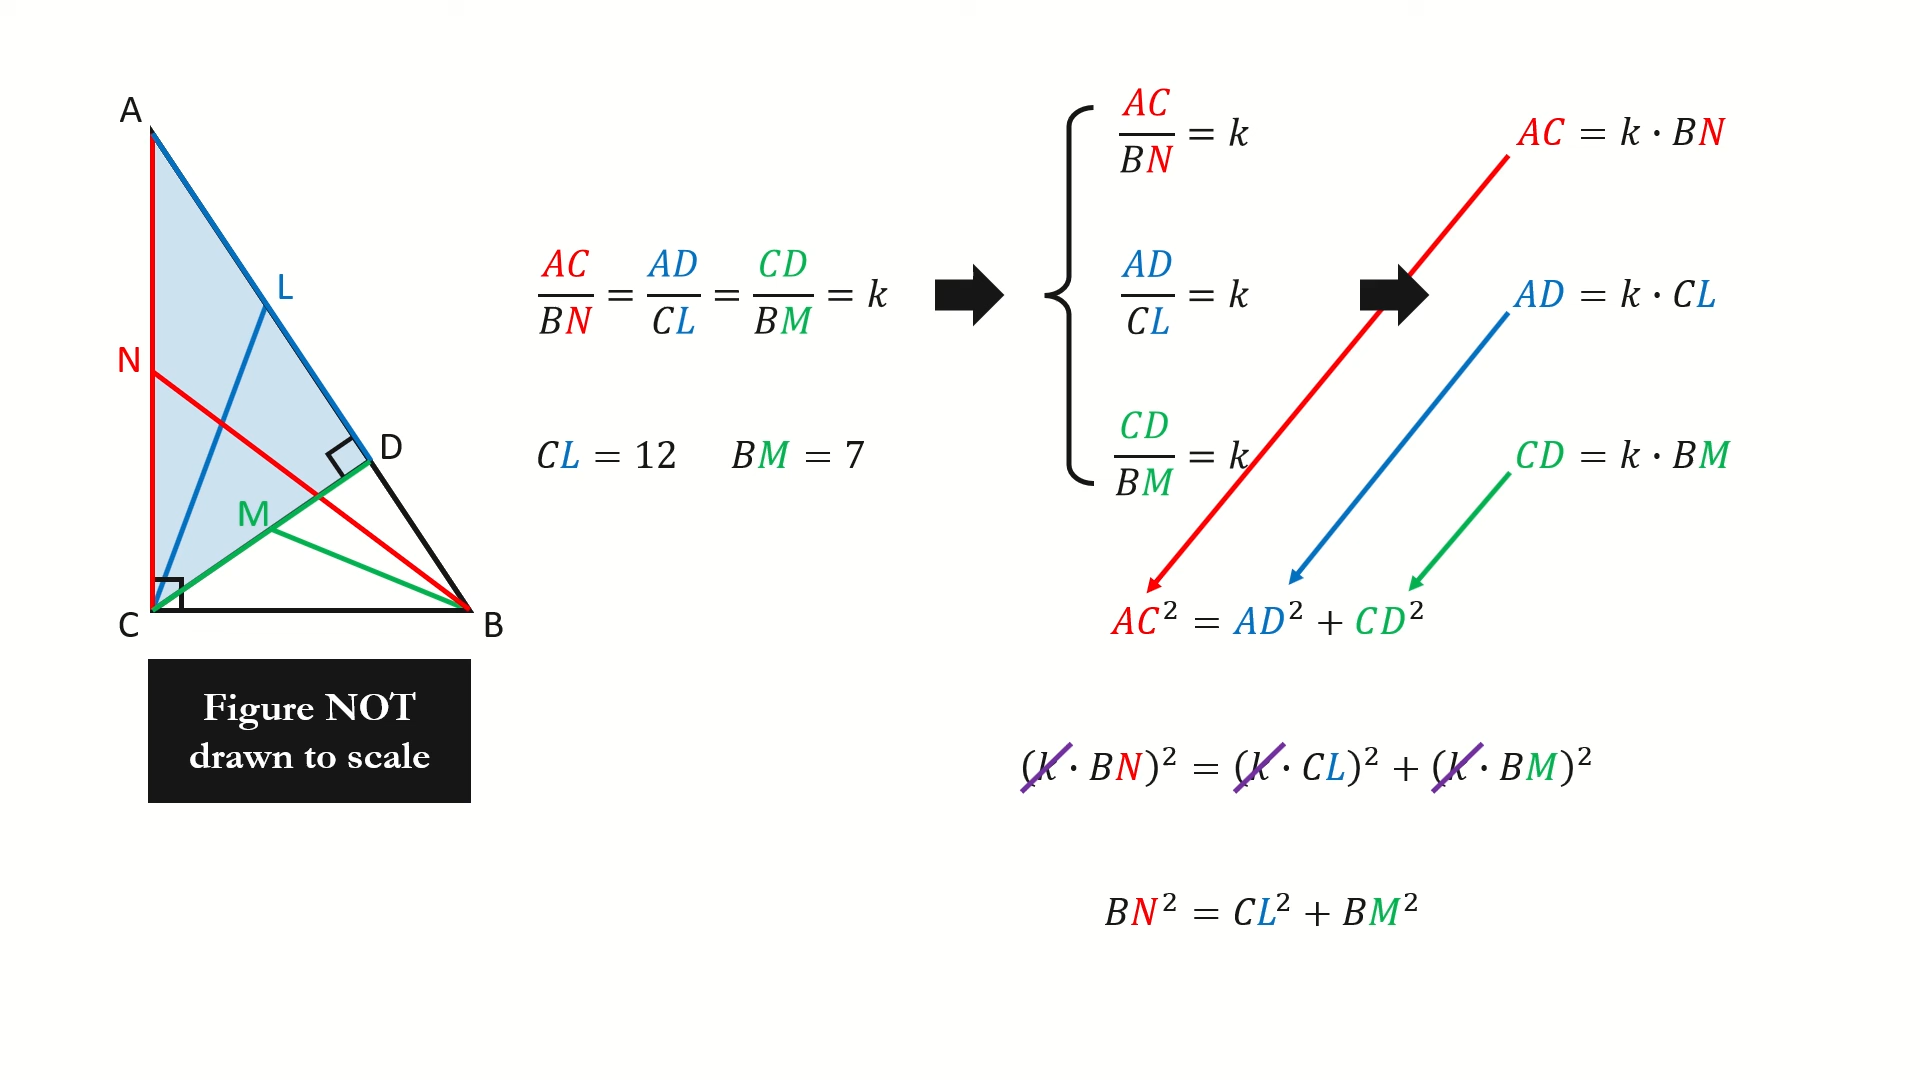 A
L
N
D
M
C
B
Figure NOT
drawn to scale
AC/BN = AD/CL = CD/BM = k
CL = 12 BM = 7
AC/BN = k
AD/CL = k
CD/BM = k
AC = k · BN
AD = k · CL
CD = k · BM
AC² = AD² + CD²
(k · BN)² = (k · CL)² + (k · BM)²
BN² = CL² + BM²